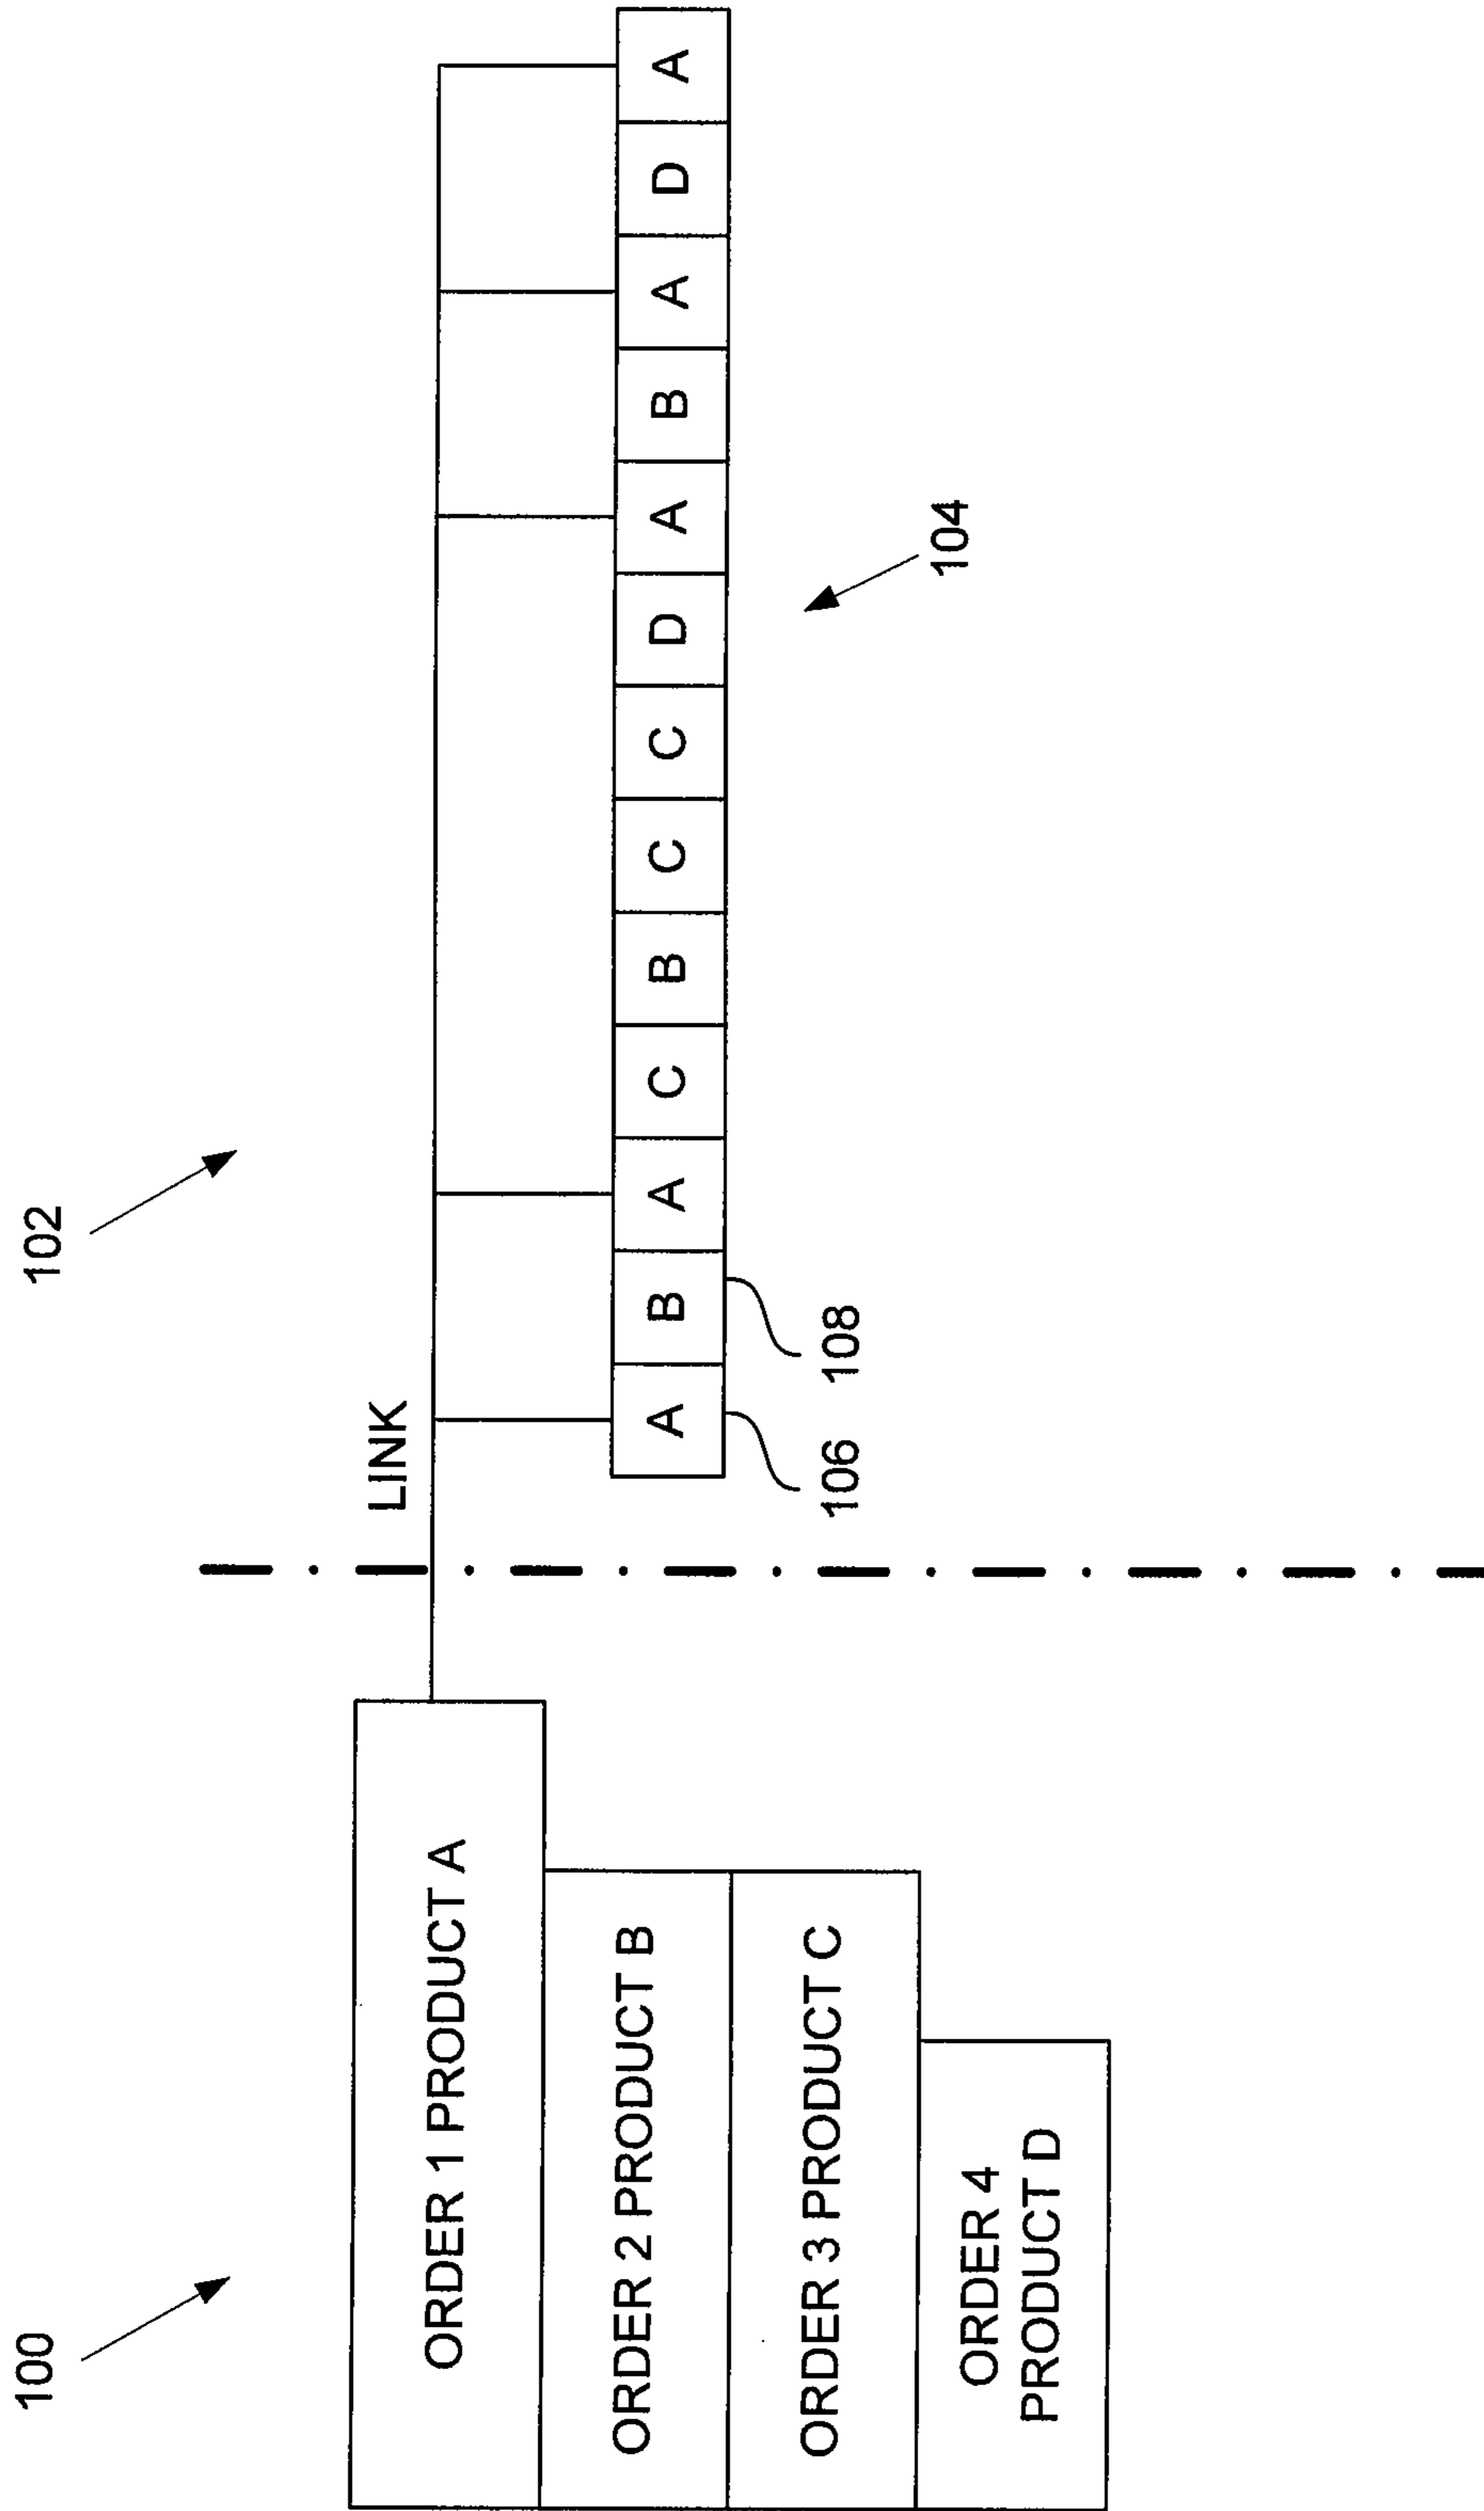 100
102
LINK
ORDER 1 PRODUCT A
ORDER 2 PRODUCT B
ORDER 3 PRODUCT C
ORDER 4
PRODUCT D
A B A C B C C D A B A D A
106
108
104